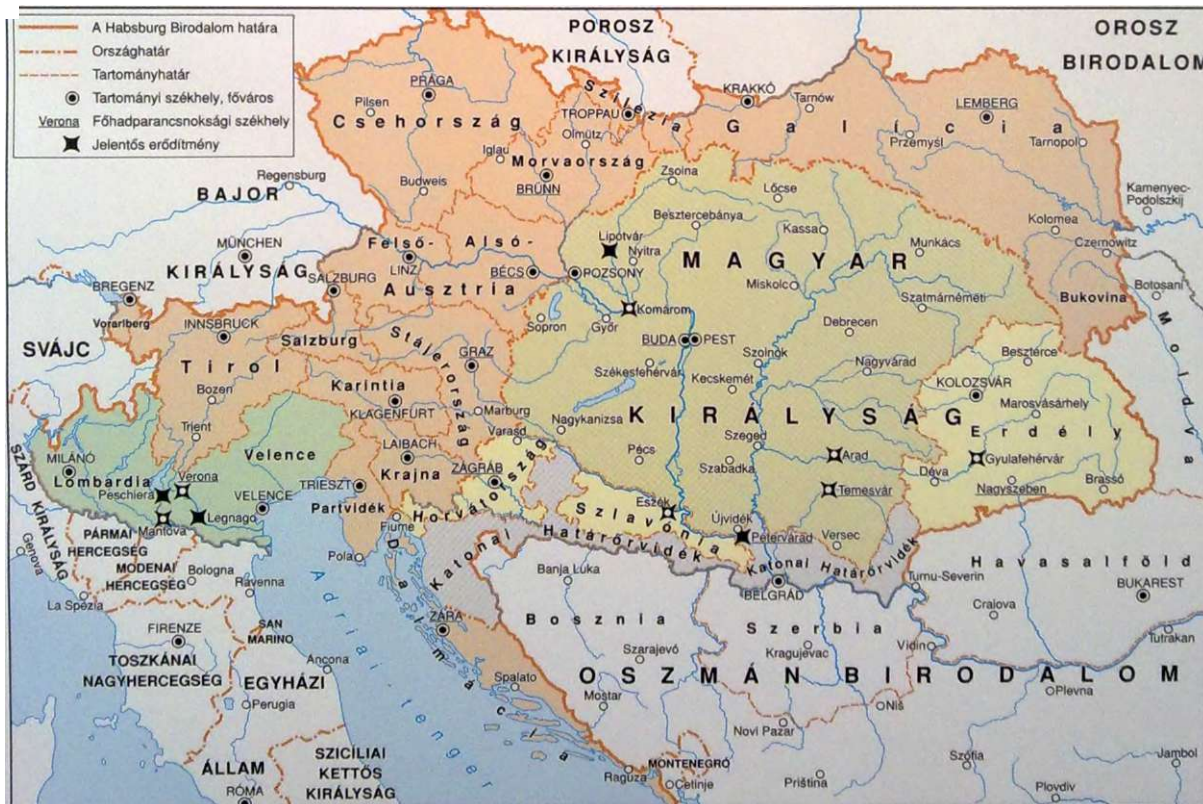 A Habsburg Birodalom határa
Országhatár
Tartományhatár
Tartományi székhely, főváros
Verona Főhadparancsnoksági székhely
Jelentős erődítmény
POROSZ
KIRÁLYSÁG
OROSZ
BIRODALOM
PRÁGA
Pilsen
Csehország
Szilézia
TROPPAU
Olmütz
Iglau
Morvaország
Budweis
BRÜNN
KRAKKÓ
Tarnów
LEMBERG
Galícia
Przemyśl
Tarnopol
Regensburg
BAJOR
MÜNCHEN
KIRÁLYSÁG
SALZBURG
Felső-
Alsó-
LINZ
BÉCS
Ausztria
Zsolna
Lőcse
Besztercebánya
Kassa
Lipótvár
Nyitra
POZSONY
MAGYAR
Munkács
Miskolc
Szatmárnémeti
Kamenyec-
Podolszkij
Kolomea
Czernowitz
Bukovina
Botosani
Moldva
BREGENZ
Vorarlberg
INNSBRUCK
Salzburg
Stájerország
GRAZ
SVÁJC
Tirol
Bozen
Trient
Karintia
KLAGENFURT
Marburg
Varasd
Sopron
Győr
Komárom
BUDA
PEST
Székesfehérvár
Kecskemét
Szolnok
Debrecen
Nagyvárad
Nagykanizsa
KIRÁLYSÁG
Pécs
Szeged
Szabadka
Arad
Temesvár
Besztérce
KOLOZSVÁR
Marosvásárhely
Erdély
Gyulafehérvár
Déva
Nagyszeben
Brassó
MILÁNÓ
Lombardia
Verona
Peschiera
Mantova
Legnago
Velence
VELENCE
LAIBACH
Krajna
TRIESZT
Partvidék
ZÁGRÁB
Horvátország
Fiume
Pola
Eszék
Szlavónia
Újvidék
Pétervárad
Versec
Katonai Határőrvidék
Katonai Határőrvidék
SZÁRD KIRÁLYSÁG
Genova
PÁRMAI
HERCEGSÉG
MODENAI
HERCEGSÉG
Bologna
Ravenna
La Spezia
FIRENZE
TOSZKÁNAI
NAGYHERCEGSÉG
SAN
MARINO
Ancona
EGYHÁZI
Perugia
ÁLLAM
RÓMA
SZICÍLIAI
KETTŐS
KIRÁLYSÁG
Adriai-tenger
Dalmácia
ZÁRA
Spalato
Raguza
Banja Luka
Bosznia
Szarajevó
Mostar
BELGRÁD
Szerbia
Kragujevac
OSZMÁN BIRODALOM
Novi Pazar
Niš
MONTENEGRÓ
Cetinje
Priština
Turnu-Severin
Havasalföld
BUKAREST
Craiova
Vidin
Tutrakan
Plevna
Szófia
Jambol
Plovdiv